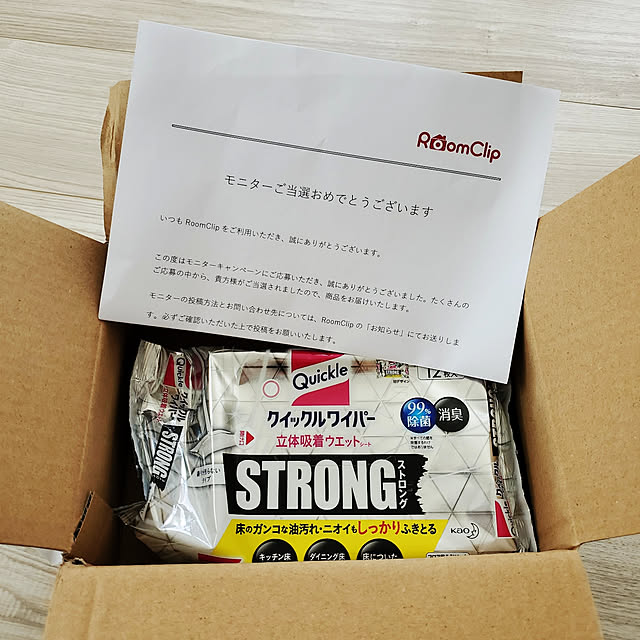 RoomClip
モニターご当選おめでとうございます
いつも RoomClip をご利用いただき、誠にありがとうございます。
この度はモニターキャンペーンにご応募いただき、誠にありがとうございました。たくさんの
ご応募の中から、貴方様がご当選されましたので、商品をお届けいたします。
モニターの投稿方法とお問い合わせ先については、RoomClip の「お知らせ」にてお送りしま
す。必ずご確認いただいた上で投稿をお願いいたします。
Quickle
クイックルワイパー
立体吸着ウエットシート
STRONG
ストロング
99%
除菌
消臭
床のガンコな油汚れ・ニオイもしっかりふきとる
kao
キッチン床
ダイニング床
床についた
Quickle
STRONG